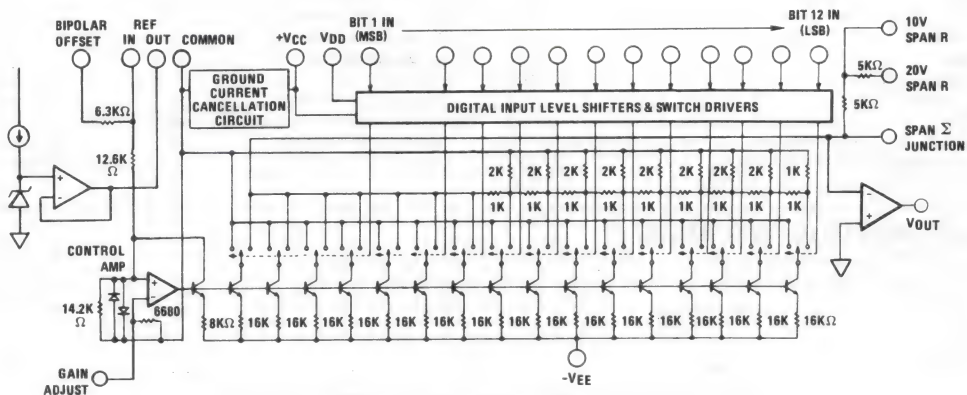 BIPOLAR
OFFSET
REF
IN OUT
COMMON
+VCC
VDD
BIT 1 IN
(MSB)
BIT 12 IN
(LSB)
10V
SPAN R
5KΩ
20V
SPAN R
5KΩ
GROUND
CURRENT
CANCELLATION
CIRCUIT
DIGITAL INPUT LEVEL SHIFTERS & SWITCH DRIVERS
6.3KΩ
SPAN Σ
JUNCTION
12.6K
Ω
2K 2K 2K 2K 2K 2K 2K 1K
1K 1K 1K 1K 1K 1K 1K
+
-
-
+
VOUT
CONTROL
AMP
+
-
14.2K
Ω
6680
8KΩ 16K 16K 16K 16K 16K 16K 16K 16K 16K 16K 16K 16K 16K 16K 16KΩ
-VEE
GAIN
ADJUST